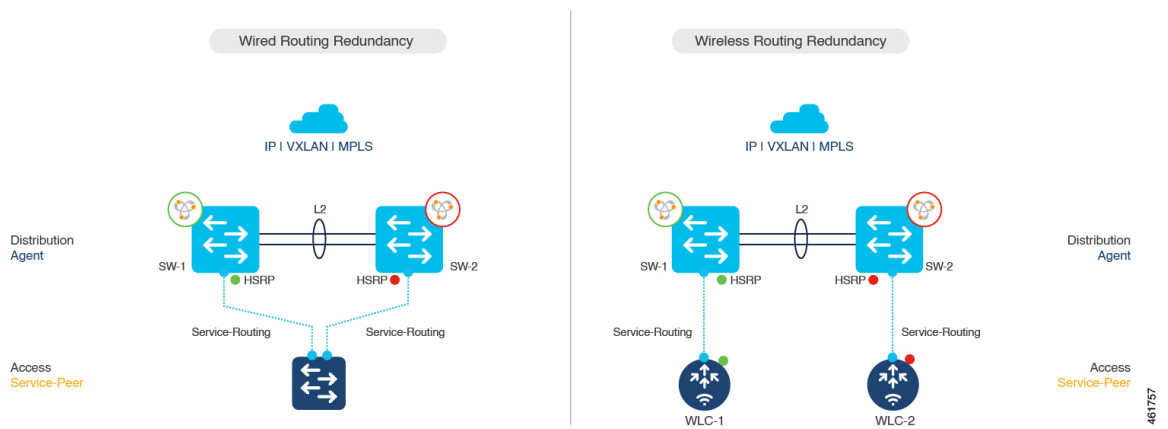 Wired Routing Redundancy
IP | VXLAN | MPLS
L2
SW-1
SW-2
HSRP
HSRP
Distribution
Agent
Service-Routing
Service-Routing
Access
Service-Peer
Wireless Routing Redundancy
IP | VXLAN | MPLS
L2
SW-1
SW-2
HSRP
HSRP
Distribution
Agent
Service-Routing
Service-Routing
Access
Service-Peer
WLC-1
WLC-2
461757